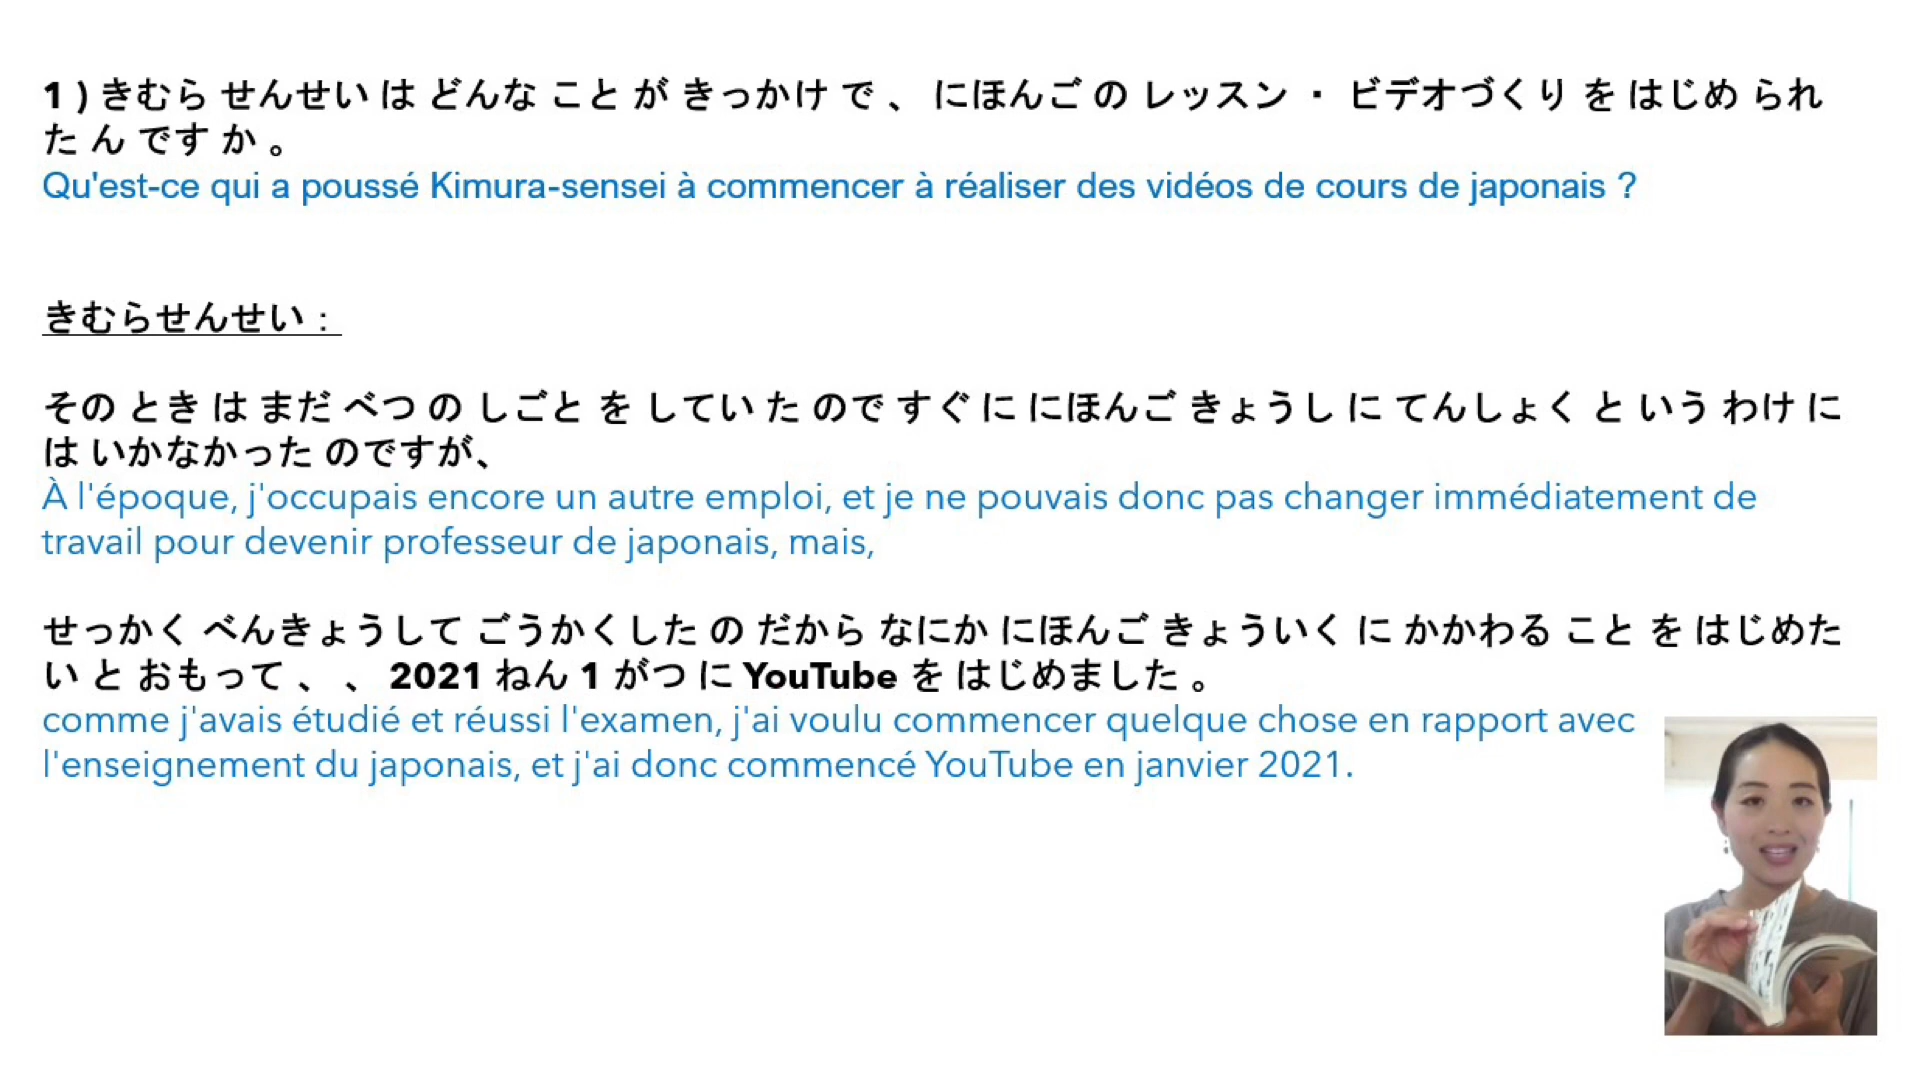 1 ) きむら せんせい は どんな こと が きっかけ で 、 にほんご の レッスン ・ ビデオづくり を はじめ られ
た ん です か 。
Qu'est-ce qui a poussé Kimura-sensei à commencer à réaliser des vidéos de cours de japonais ?
きむらせんせい :
その とき は まだ べつ の しごと を してい た ので すぐ に にほんご きょうし に てんしょく と いう わけ に
は いかなかった のですが、
À l'époque, j'occupais encore un autre emploi, et je ne pouvais donc pas changer immédiatement de
travail pour devenir professeur de japonais, mais,
せっかく べんきょうして ごうかくした の だから なにか にほんご きょういく に かかわる こと を はじめた
い と おもって 、 、 2021 ねん 1 がつ に YouTube を はじめました 。
comme j'avais étudié et réussi l'examen, j'ai voulu commencer quelque chose en rapport avec
l'enseignement du japonais, et j'ai donc commencé YouTube en janvier 2021.